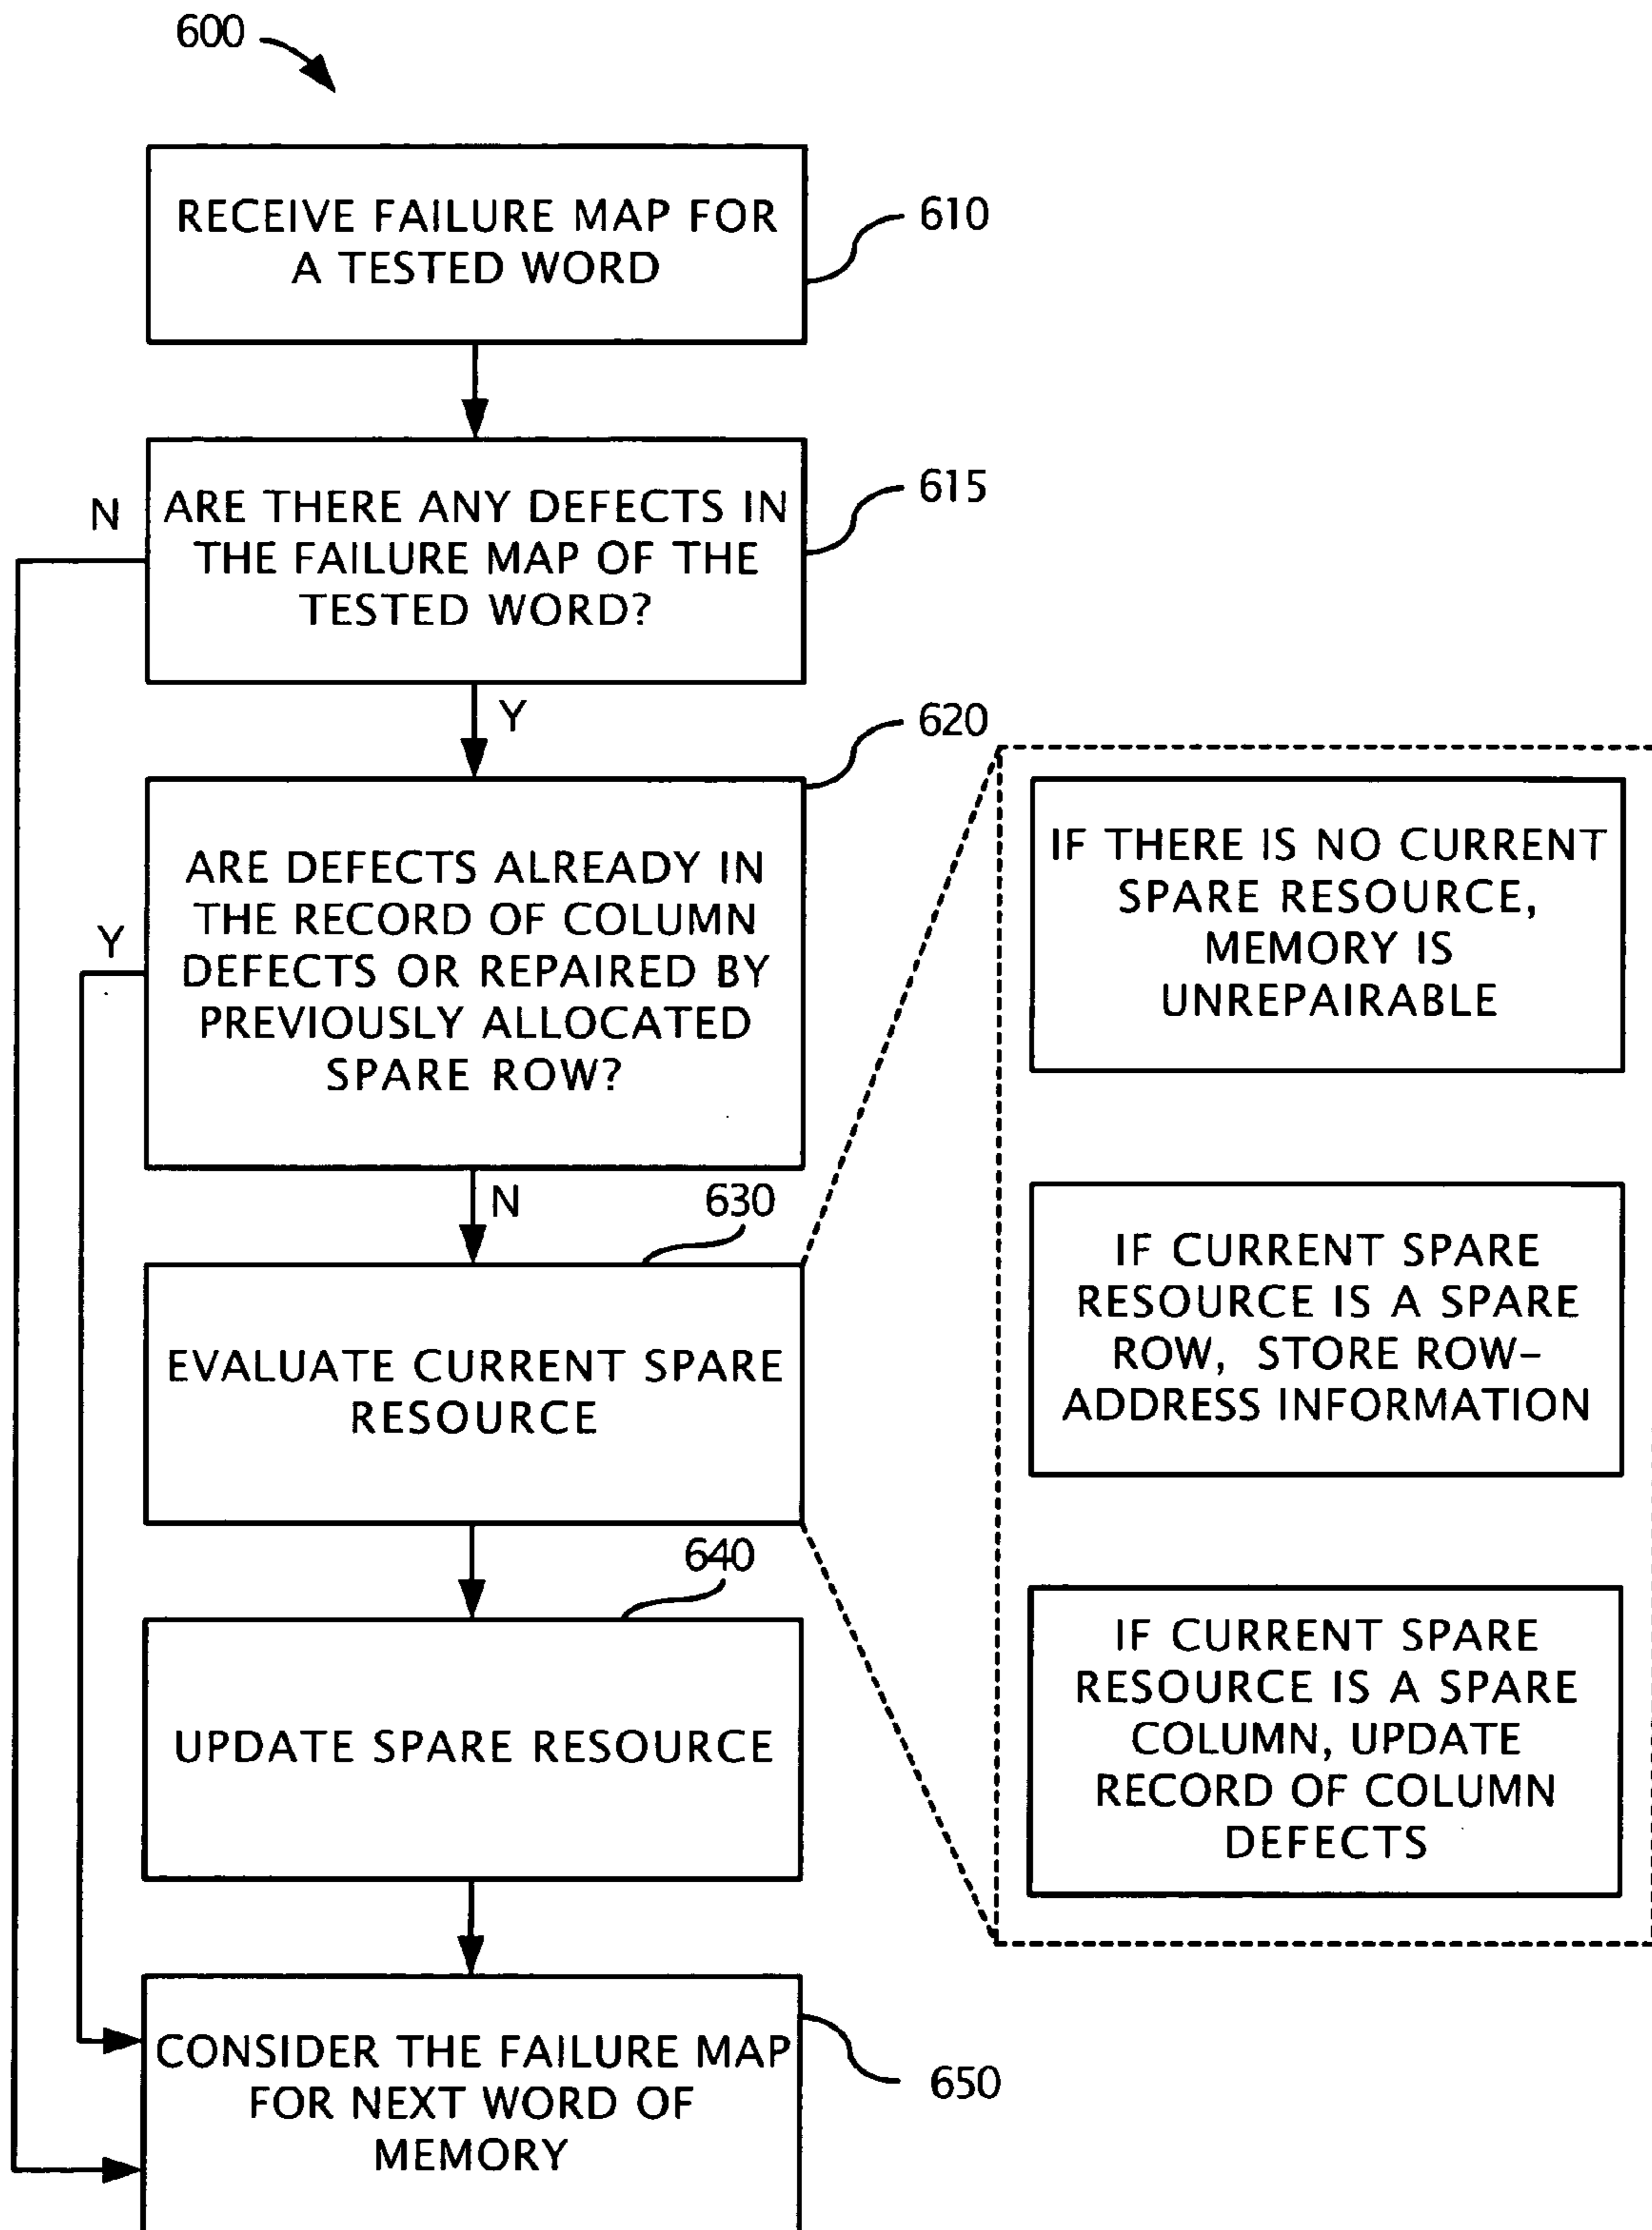 600
RECEIVE FAILURE MAP FOR
A TESTED WORD
610
ARE THERE ANY DEFECTS IN
THE FAILURE MAP OF THE
TESTED WORD?
615
N
Y
620
ARE DEFECTS ALREADY IN
THE RECORD OF COLUMN
DEFECTS OR REPAIRED BY
PREVIOUSLY ALLOCATED
SPARE ROW?
Y
N
630
EVALUATE CURRENT SPARE
RESOURCE
640
UPDATE SPARE RESOURCE
CONSIDER THE FAILURE MAP
FOR NEXT WORD OF
MEMORY
650
IF THERE IS NO CURRENT
SPARE RESOURCE,
MEMORY IS
UNREPAIRABLE
IF CURRENT SPARE
RESOURCE IS A SPARE
ROW, STORE ROW-
ADDRESS INFORMATION
IF CURRENT SPARE
RESOURCE IS A SPARE
COLUMN, UPDATE
RECORD OF COLUMN
DEFECTS